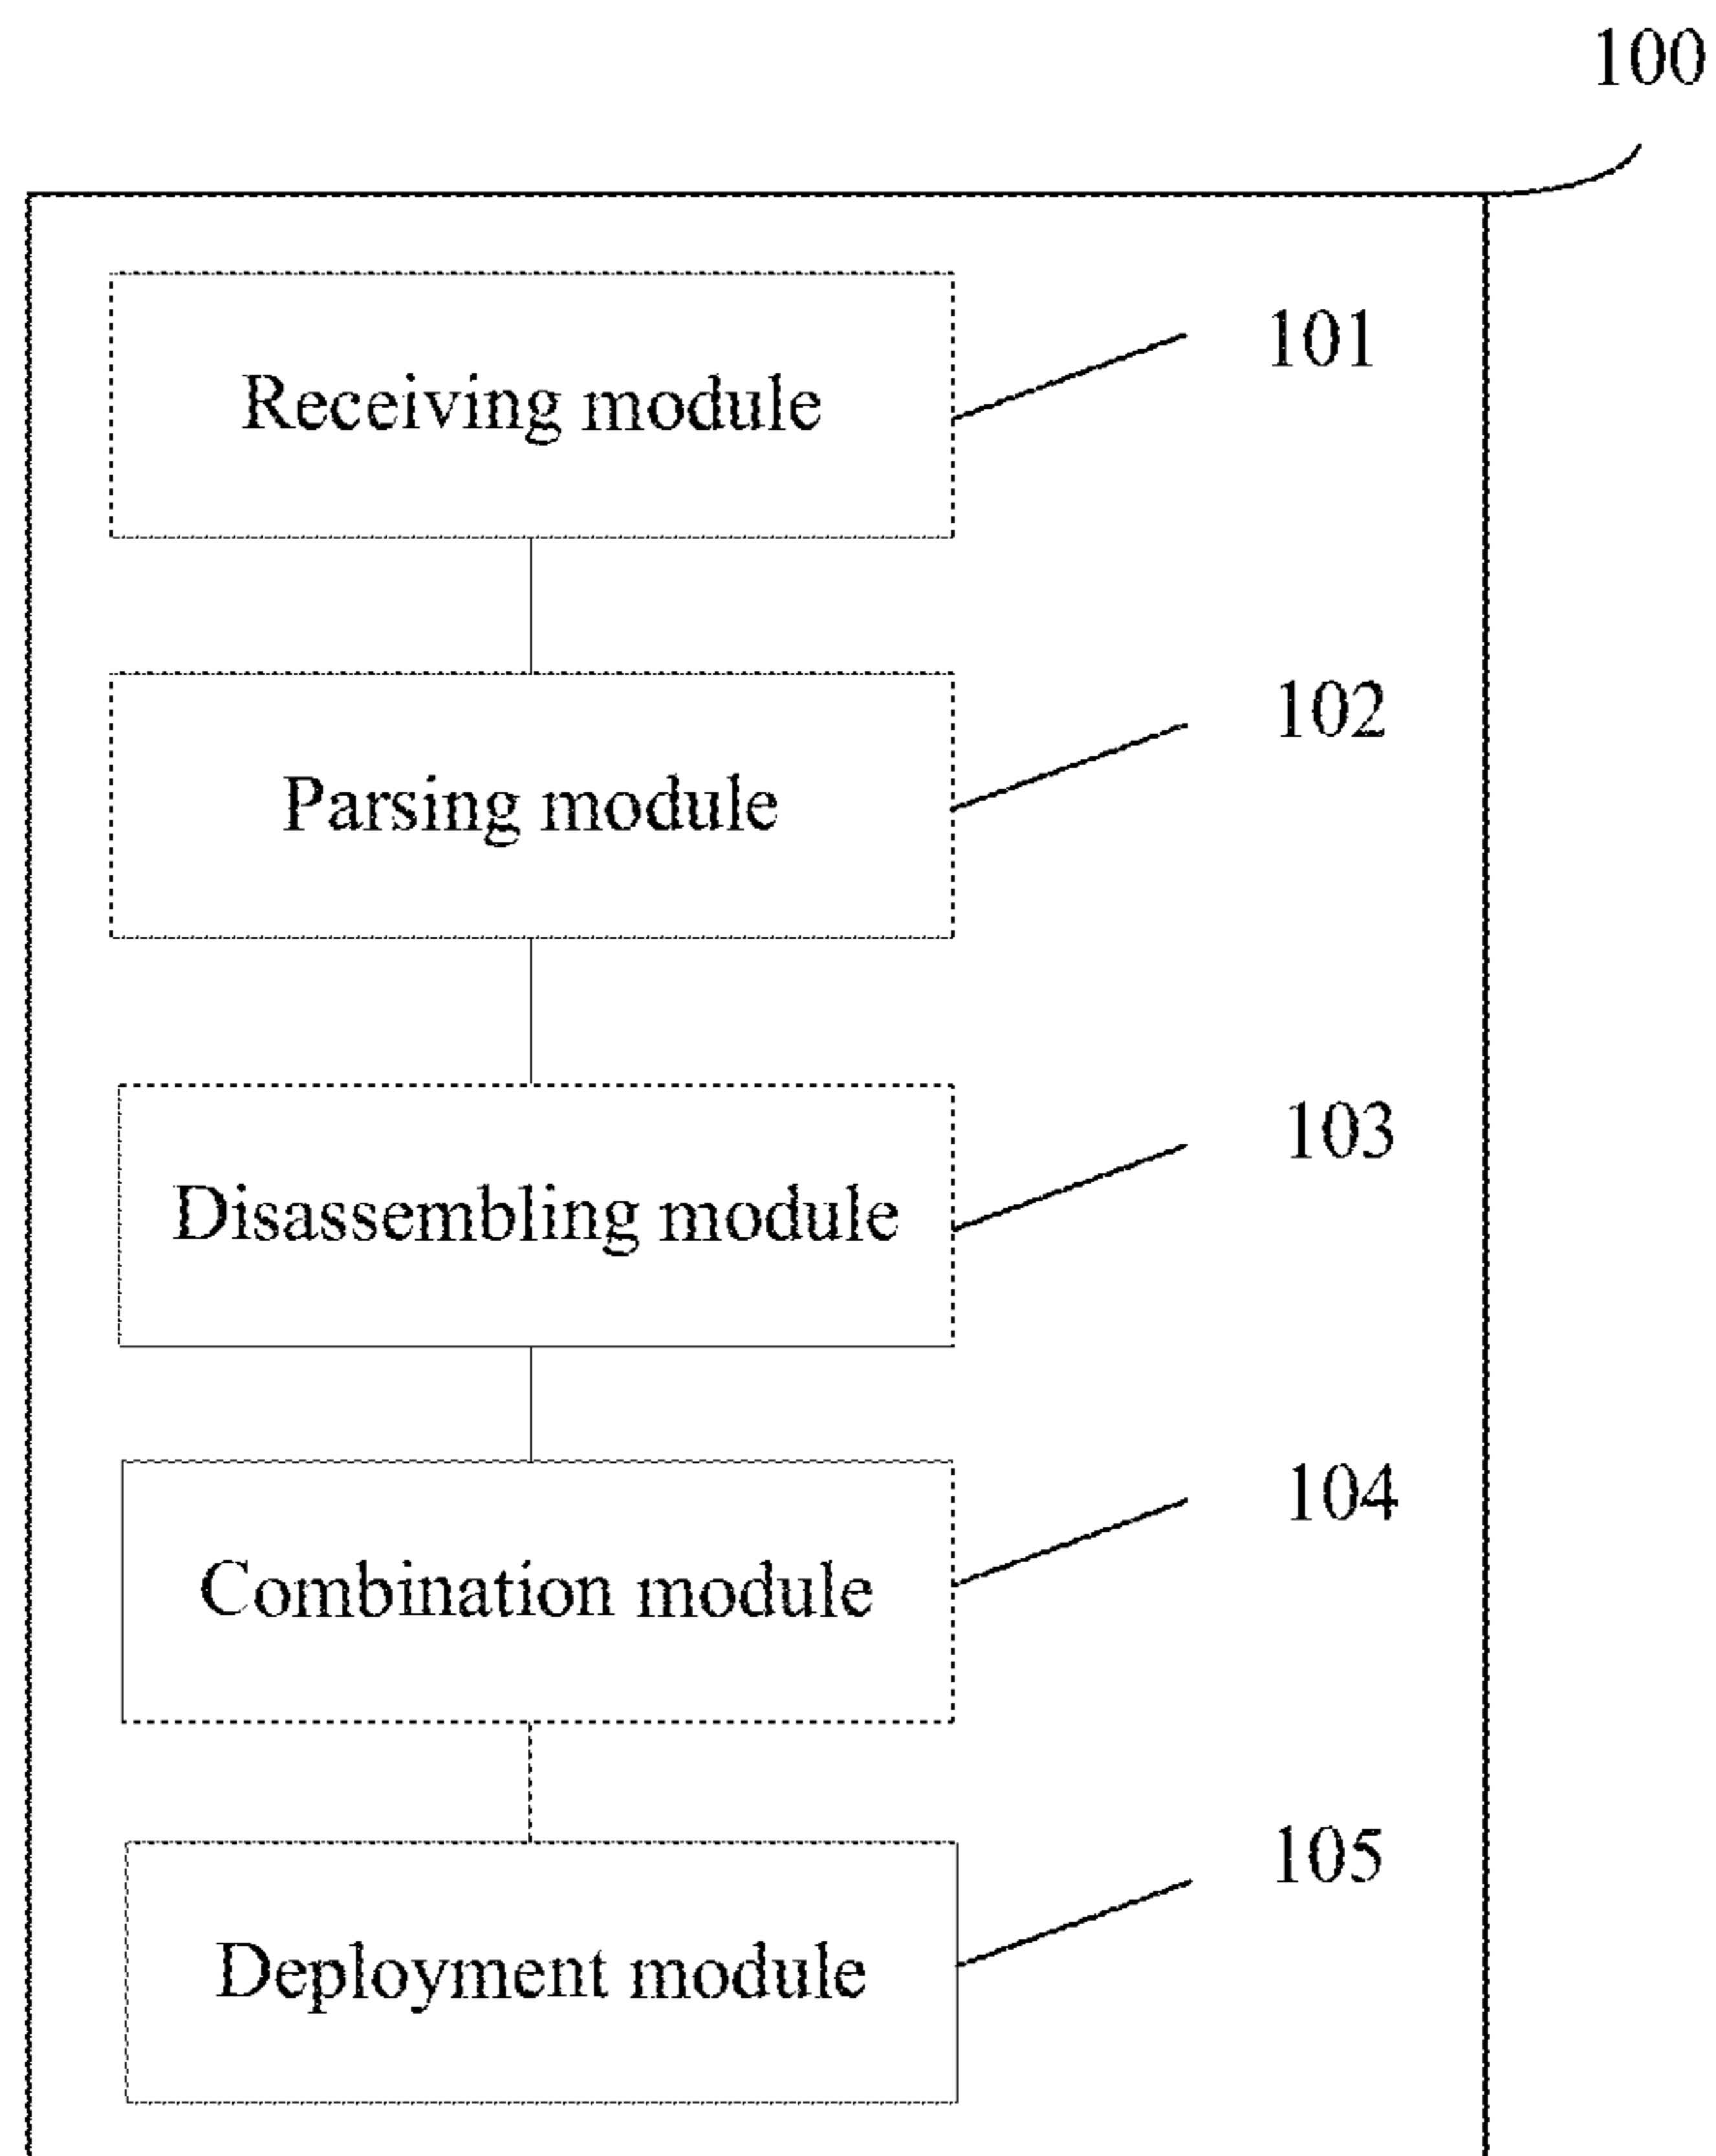 100
Receiving module
101
Parsing module
102
Disassembling module
103
Combination module
104
Deployment module
105